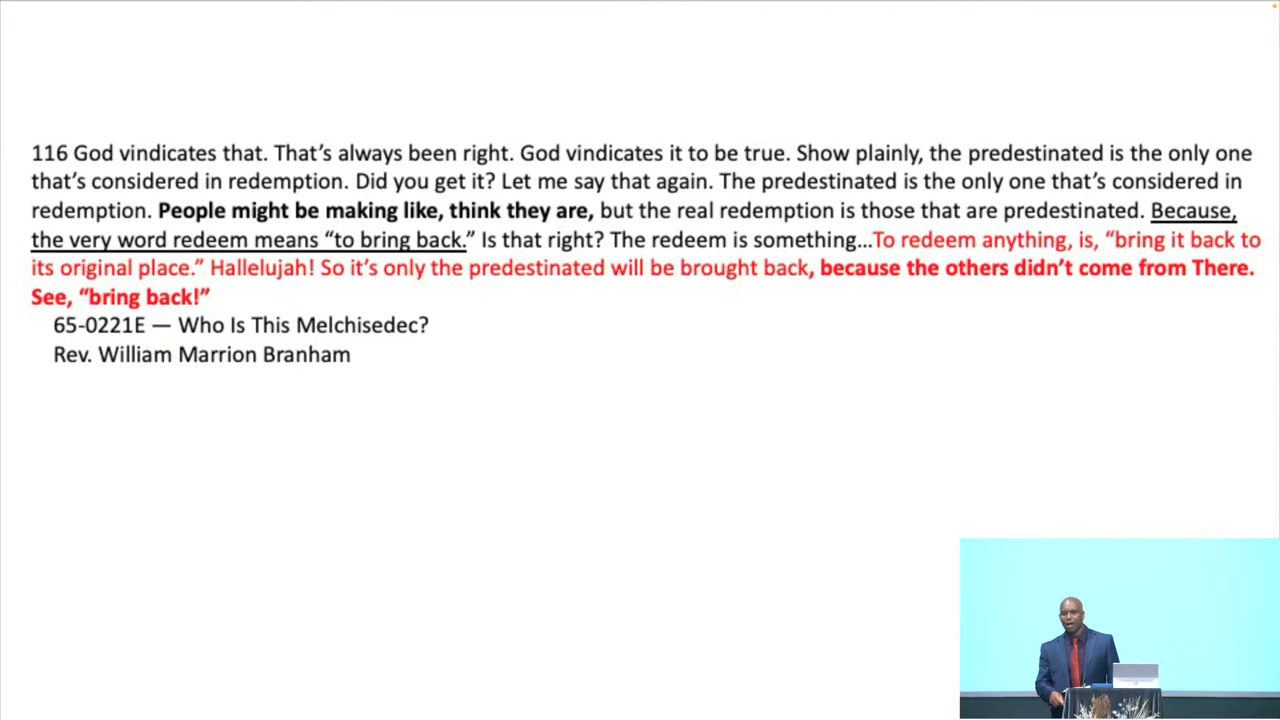 116 God vindicates that. That’s always been right. God vindicates it to be true. Show plainly, the predestinated is the only one
that’s considered in redemption. Did you get it? Let me say that again. The predestinated is the only one that’s considered in
redemption. People might be making like, think they are, but the real redemption is those that are predestinated. Because,
the very word redeem means “to bring back.” Is that right? The redeem is something...To redeem anything, is, “bring it back to
its original place.” Hallelujah! So it’s only the predestinated will be brought back, because the others didn’t come from There.
See, “bring back!”
65-0221E — Who Is This Melchisedec?
Rev. William Marrion Branham